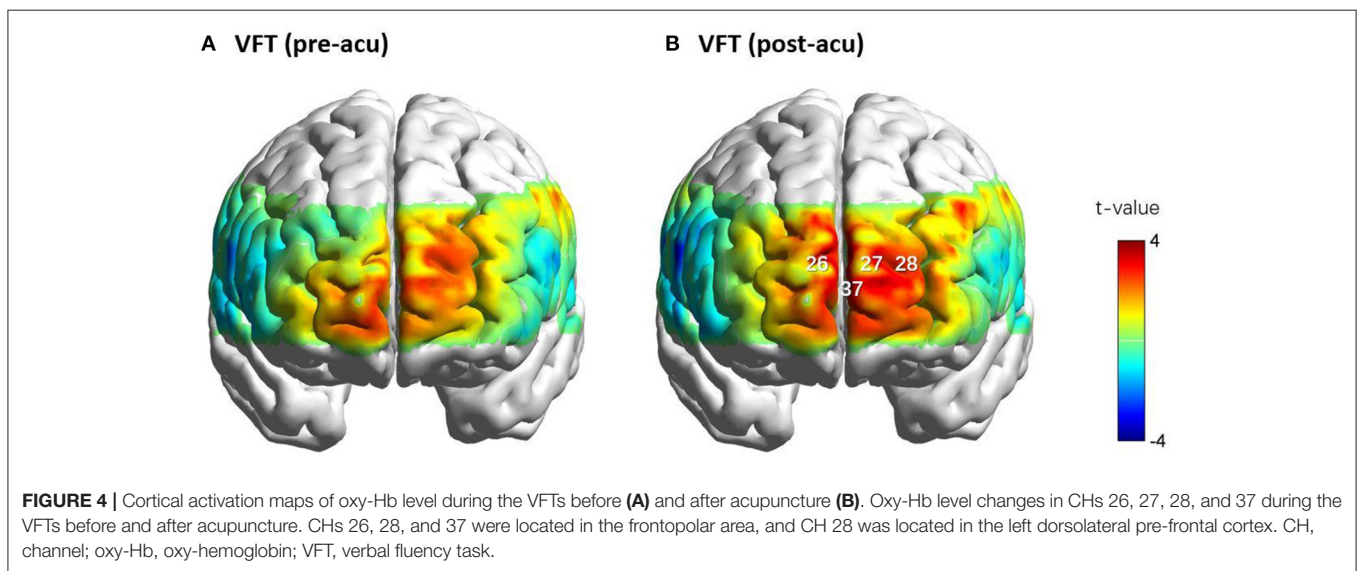 A VFT (pre-acu)
B VFT (post-acu)
t-value
4
26
27
28
37
-4
FIGURE 4 | Cortical activation maps of oxy-Hb level during the VFTs before (A) and after acupuncture (B). Oxy-Hb level changes in CHs 26, 27, 28, and 37 during the
VFTs before and after acupuncture. CHs 26, 28, and 37 were located in the frontopolar area, and CH 28 was located in the left dorsolateral pre-frontal cortex. CH,
channel; oxy-Hb, oxy-hemoglobin; VFT, verbal fluency task.